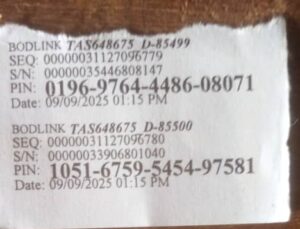 BODLINK TAS648675 D-85499
SEQ: 00000031127096779
S/N: 00000035446808147
PIN: 0196-9764-4486-08071
Date: 09/09/2025 01:15 PM
BODLINK TAS648675 D-85500
SEQ: 00000031127096780
S/N: 00000033906801040
PIN: 1051-6759-5454-97581
Date: 09/09/2025 01:15 PM